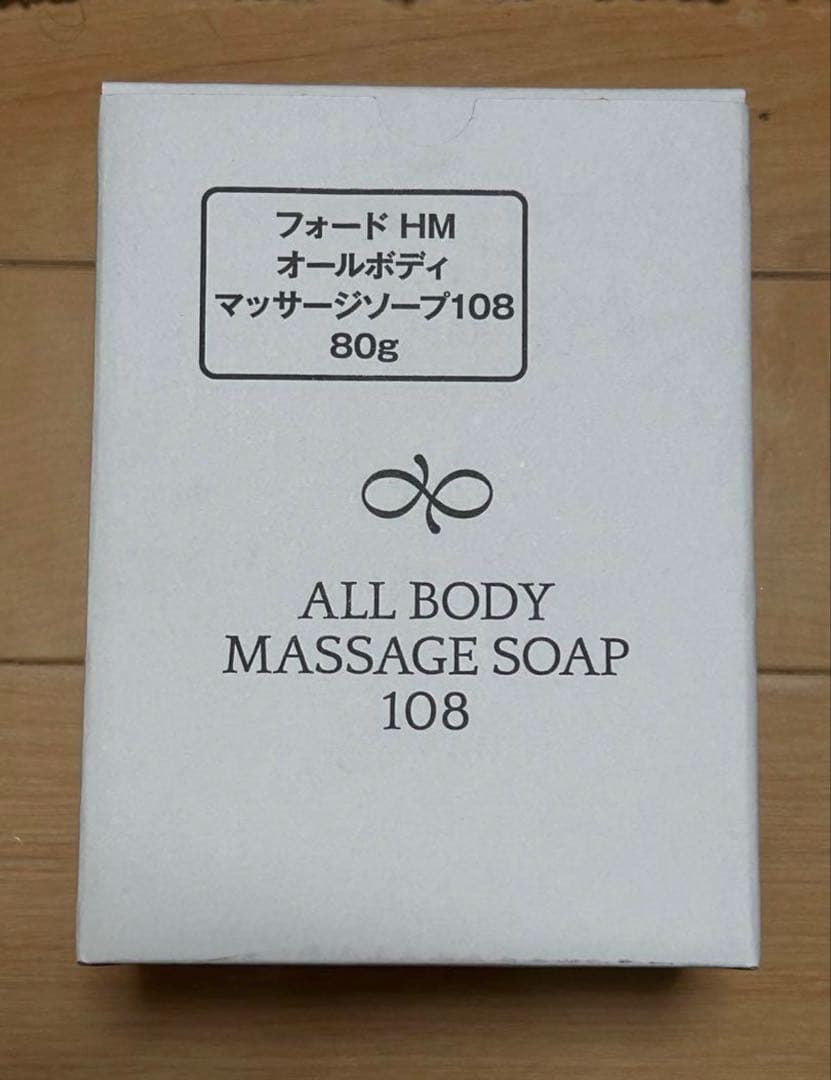 フォード HM
オールボディ
マッサージソープ108
80g
ALL BODY
MASSAGE SOAP
108